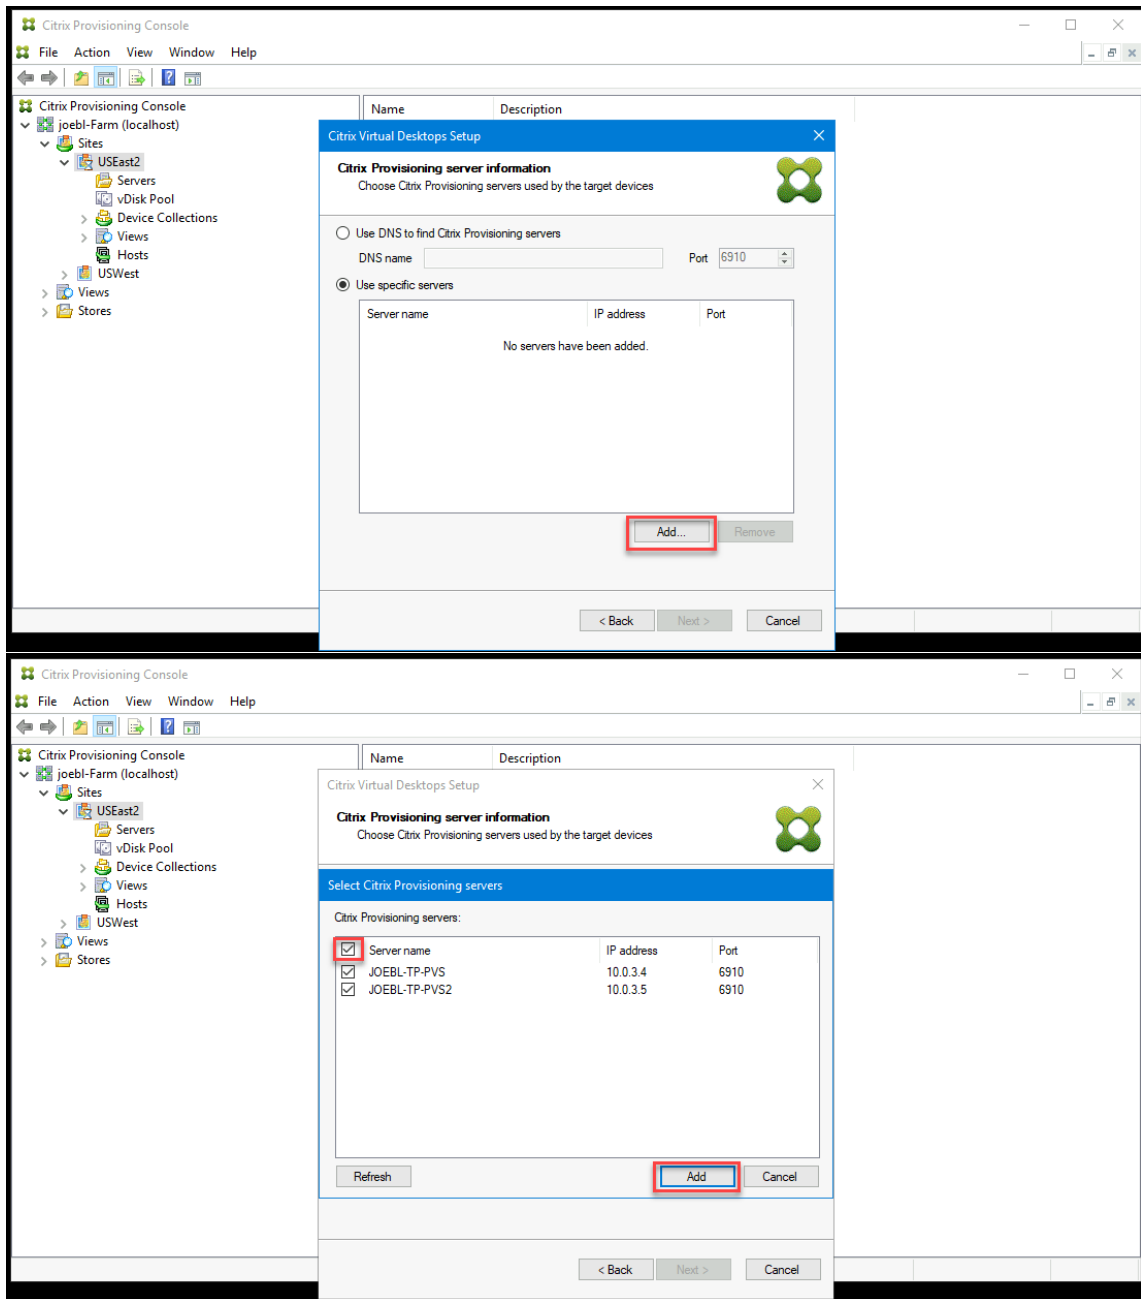 Citrix Provisioning Console
File Action View Window Help
Citrix Provisioning Console
joebl-Farm (localhost)
Sites
USEast2
Servers
vDisk Pool
Device Collections
Views
Hosts
USWest
Views
Stores
Name Description
Citrix Virtual Desktops Setup
Citrix Provisioning server information
Choose Citrix Provisioning servers used by the target devices
Use DNS to find Citrix Provisioning servers
DNS name Port 6910
Use specific servers
Server name IP address Port
No servers have been added.
Add... Remove
< Back Next > Cancel
Citrix Provisioning Console
File Action View Window Help
Citrix Provisioning Console
joebl-Farm (localhost)
Sites
USEast2
Servers
vDisk Pool
Device Collections
Views
Hosts
USWest
Views
Stores
Name Description
Citrix Virtual Desktops Setup
Citrix Provisioning server information
Choose Citrix Provisioning servers used by the target devices
Select Citrix Provisioning servers
Citrix Provisioning servers:
Server name IP address Port
JOEBL-TP-PVS 10.0.3.4 6910
JOEBL-TP-PVS2 10.0.3.5 6910
Refresh Add Cancel
< Back Next > Cancel